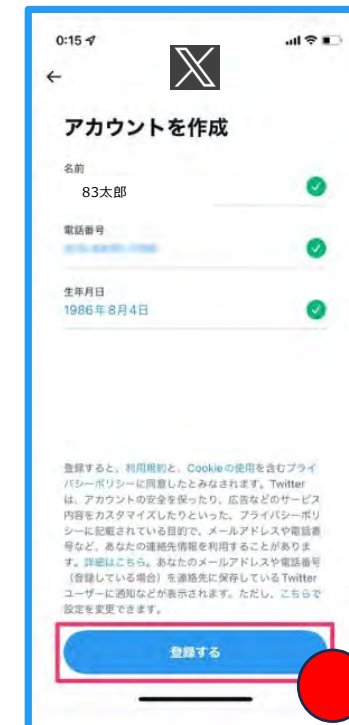 0:15
アカウントを作成
名前
83太郎
電話番号
生年月日
1986年8月4日
登録すると、利用規約と、Cookieの使用を含むプライ
バシーポリシーに同意したとみなされます。Twitter
は、アカウントの安全を保ったり、広告などのサービス
内容をカスタマイズしたりといった、プライバシーポリ
シーに記載されている目的で、メールアドレスや電話番
号など、あなたの連絡先情報を利用することがありま
す。詳細はこちら。あなたのメールアドレスや電話番号
（登録している場合）を連絡先に保存しているTwitter
ユーザーに通知などが表示されます。ただし、こちらで
設定を変更できます。
登録する